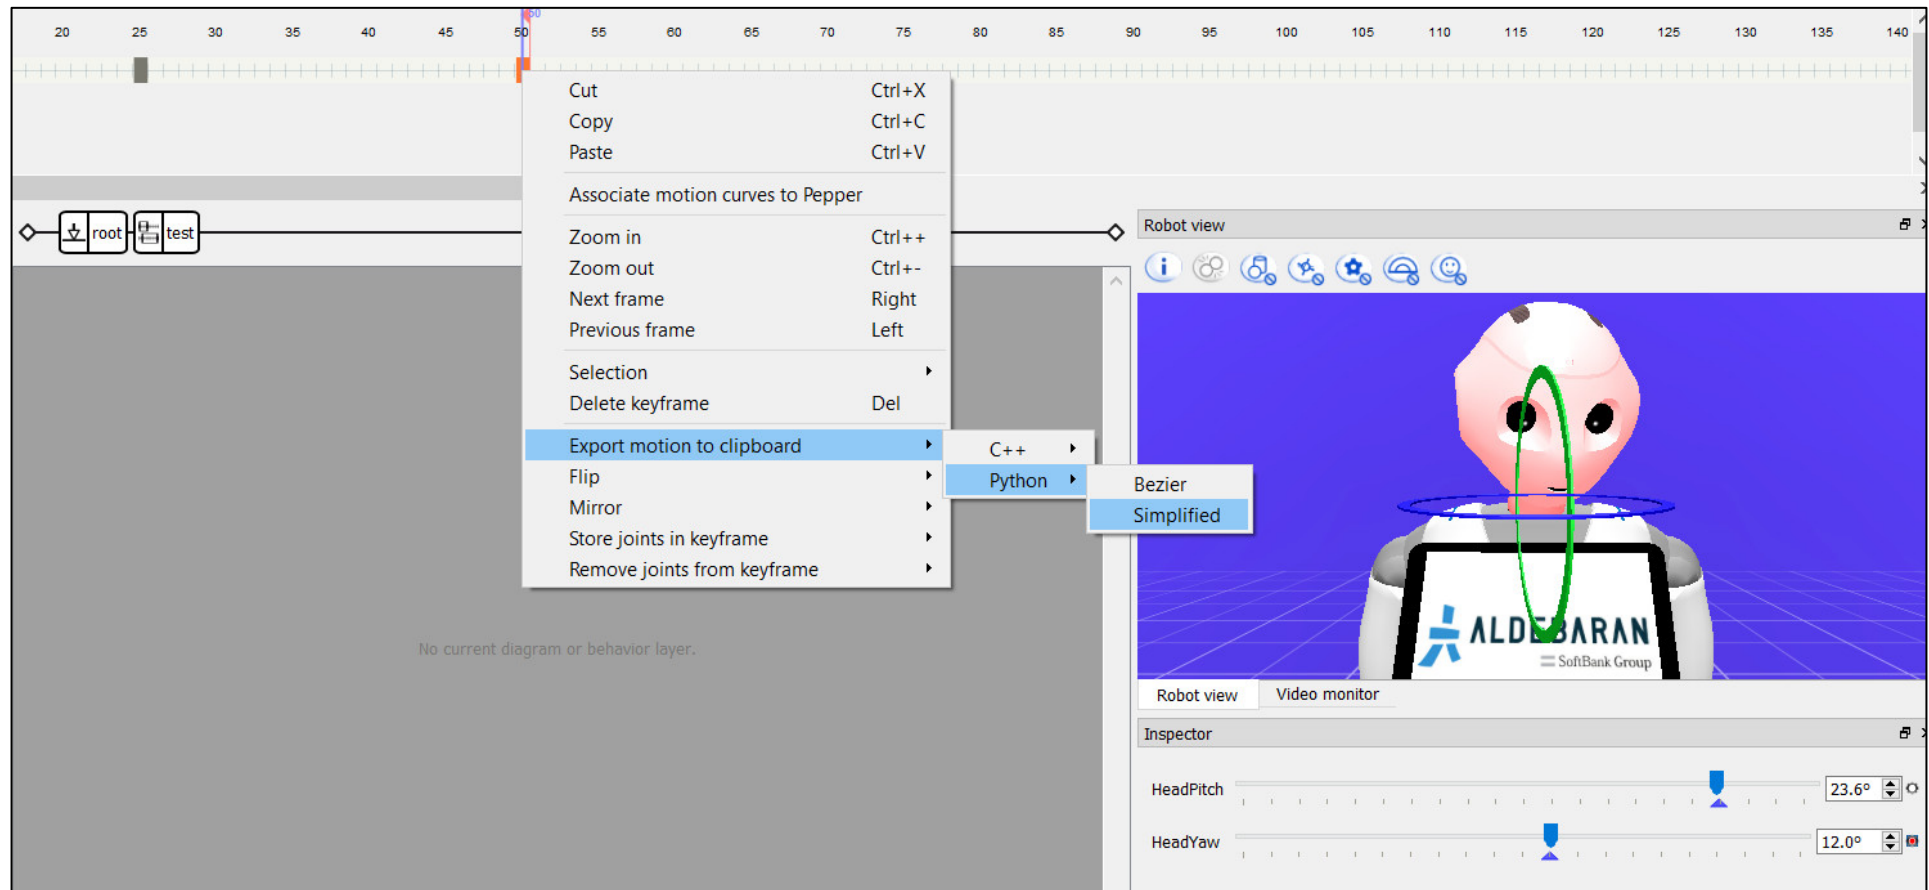 50
20 25 30 35 40 45 50 55 60 65 70 75 80 85 90 95 100 105 110 115 120 125 130 135 140
Cut Ctrl+X
Copy Ctrl+C
Paste Ctrl+V
Associate motion curves to Pepper
Zoom in Ctrl++
Zoom out Ctrl+-
Next frame Right
Previous frame Left
Selection
Delete keyframe Del
Export motion to clipboard
Flip
Mirror
Store joints in keyframe
Remove joints from keyframe
C++
Python
Bezier
Simplified
root test
No current diagram or behavior layer.
Robot view
ALDEBARAN
SoftBank Group
Robot view Video monitor
Inspector
HeadPitch 23.6º
HeadYaw 12.0º